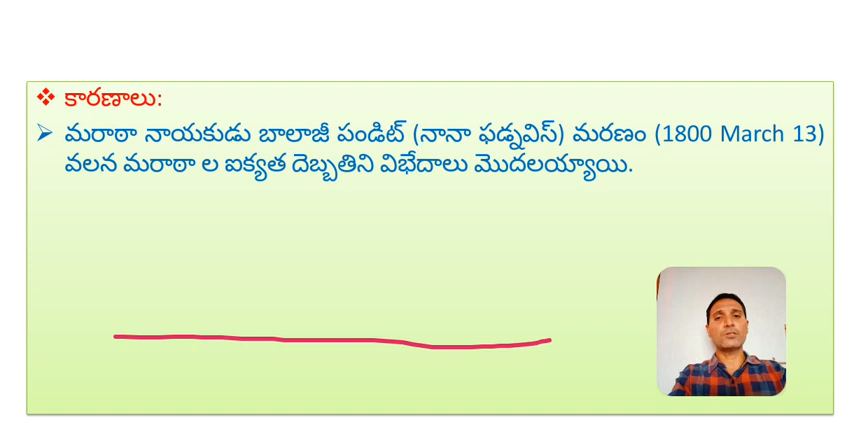 కారణాలు:
మరాఠా నాయకుడు బాలాజీ పండిట్ (నానా ఫడ్నవిస్) మరణం (1800 March 13)
వలన మరాఠా ల ఐక్యత దెబ్బతిని విభేదాలు మొదలయ్యాయి.